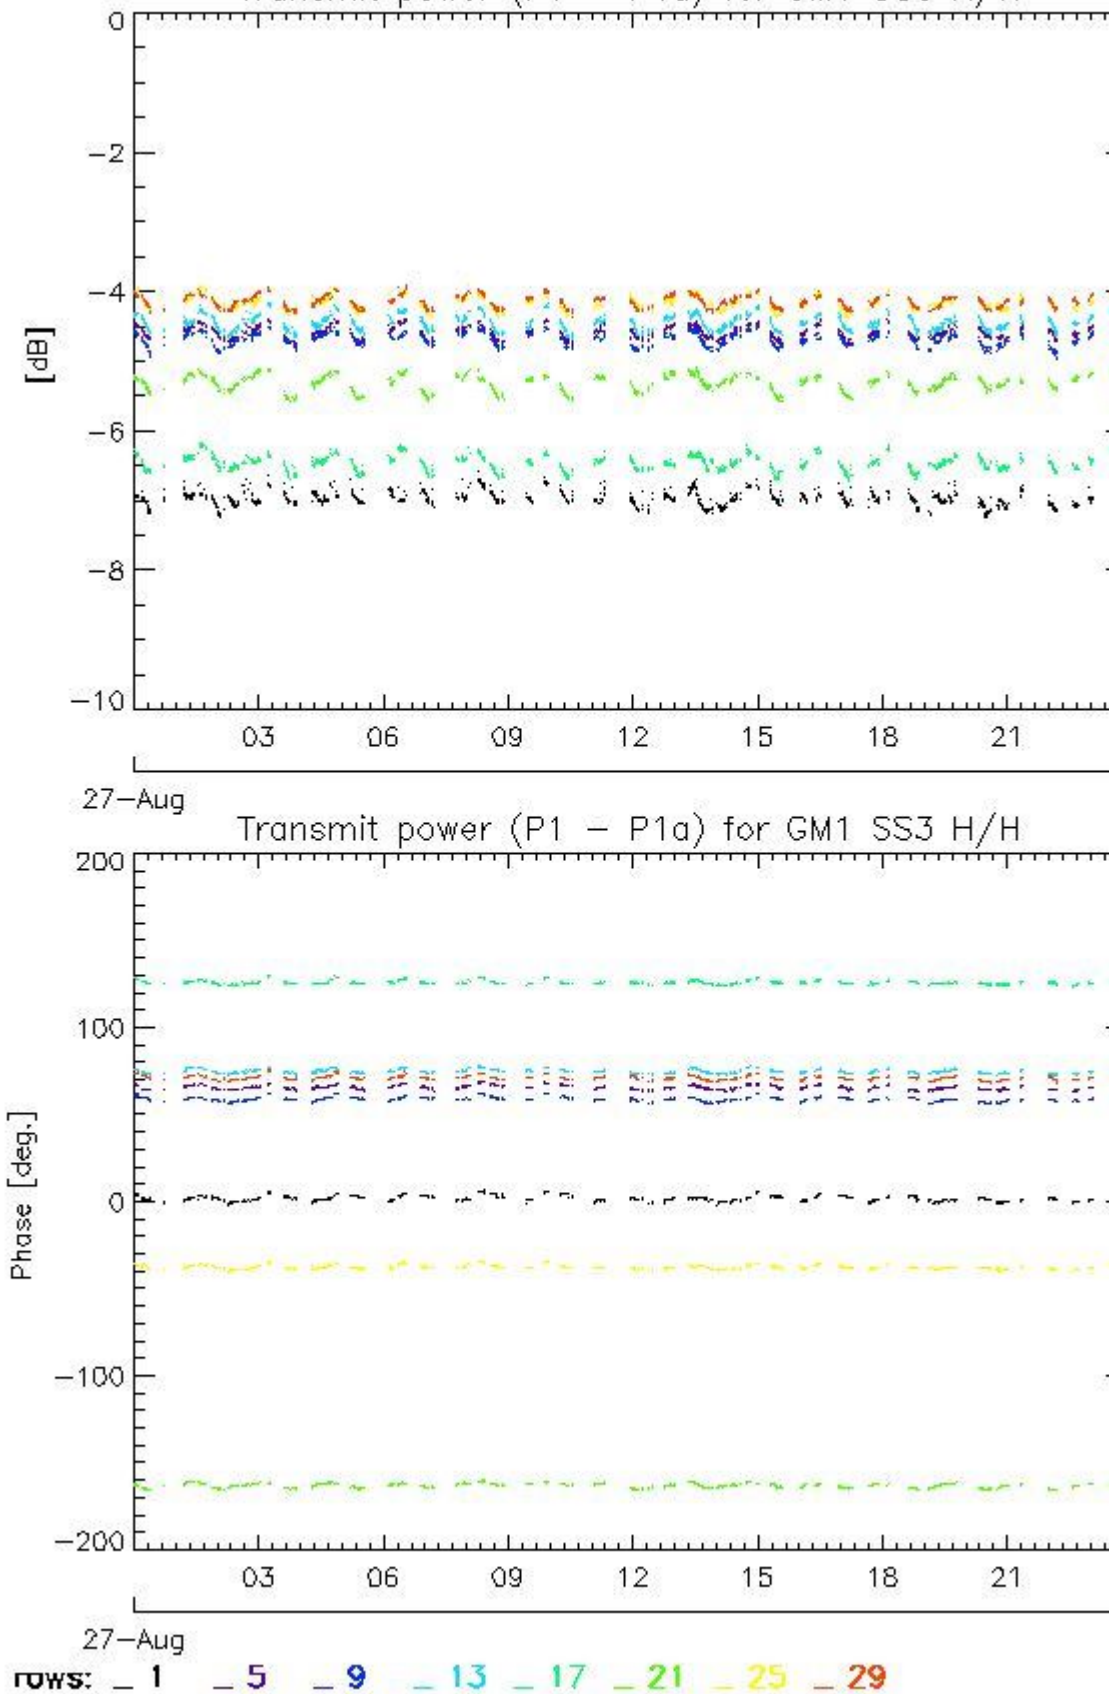 0
−2
−4
[dB]
−6
−8
−10
03 06 09 12 15 18 21
27−Aug
Transmit power (P1 − P1a) for GM1 SS3 H/H
200
100
Phase [deg.]
0
−100
−200
03 06 09 12 15 18 21
27−Aug
rows: 1 5 9 13 17 21 25 29